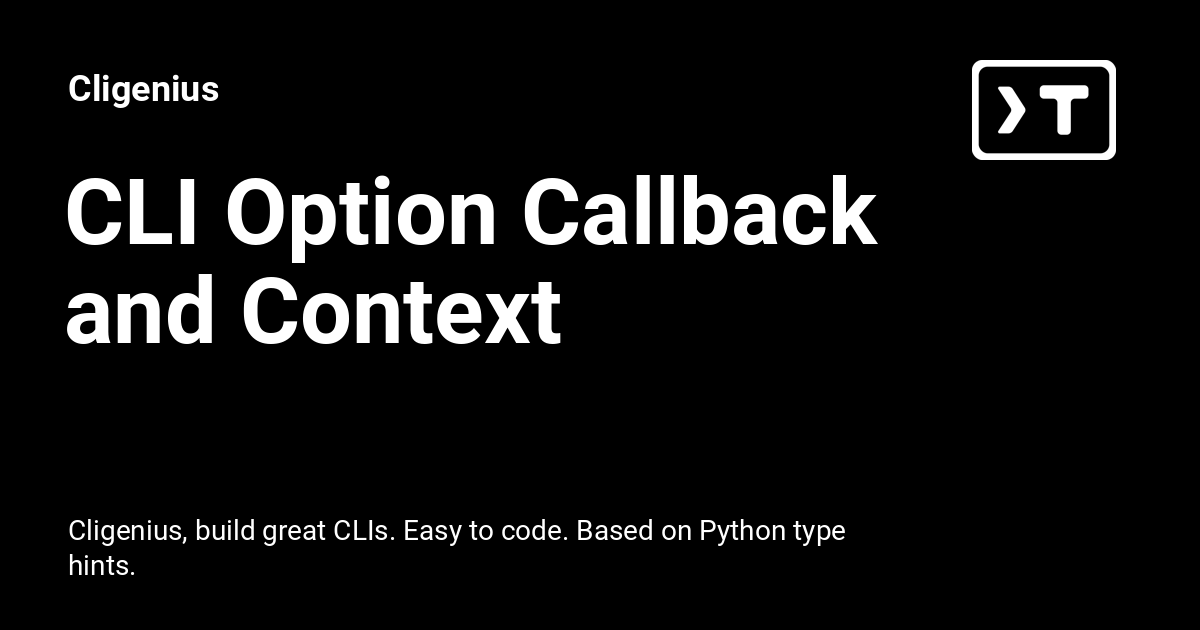 Cligenius
T
CLI Option Callback
and Context
Cligenius, build great CLIs. Easy to code. Based on Python type
hints.